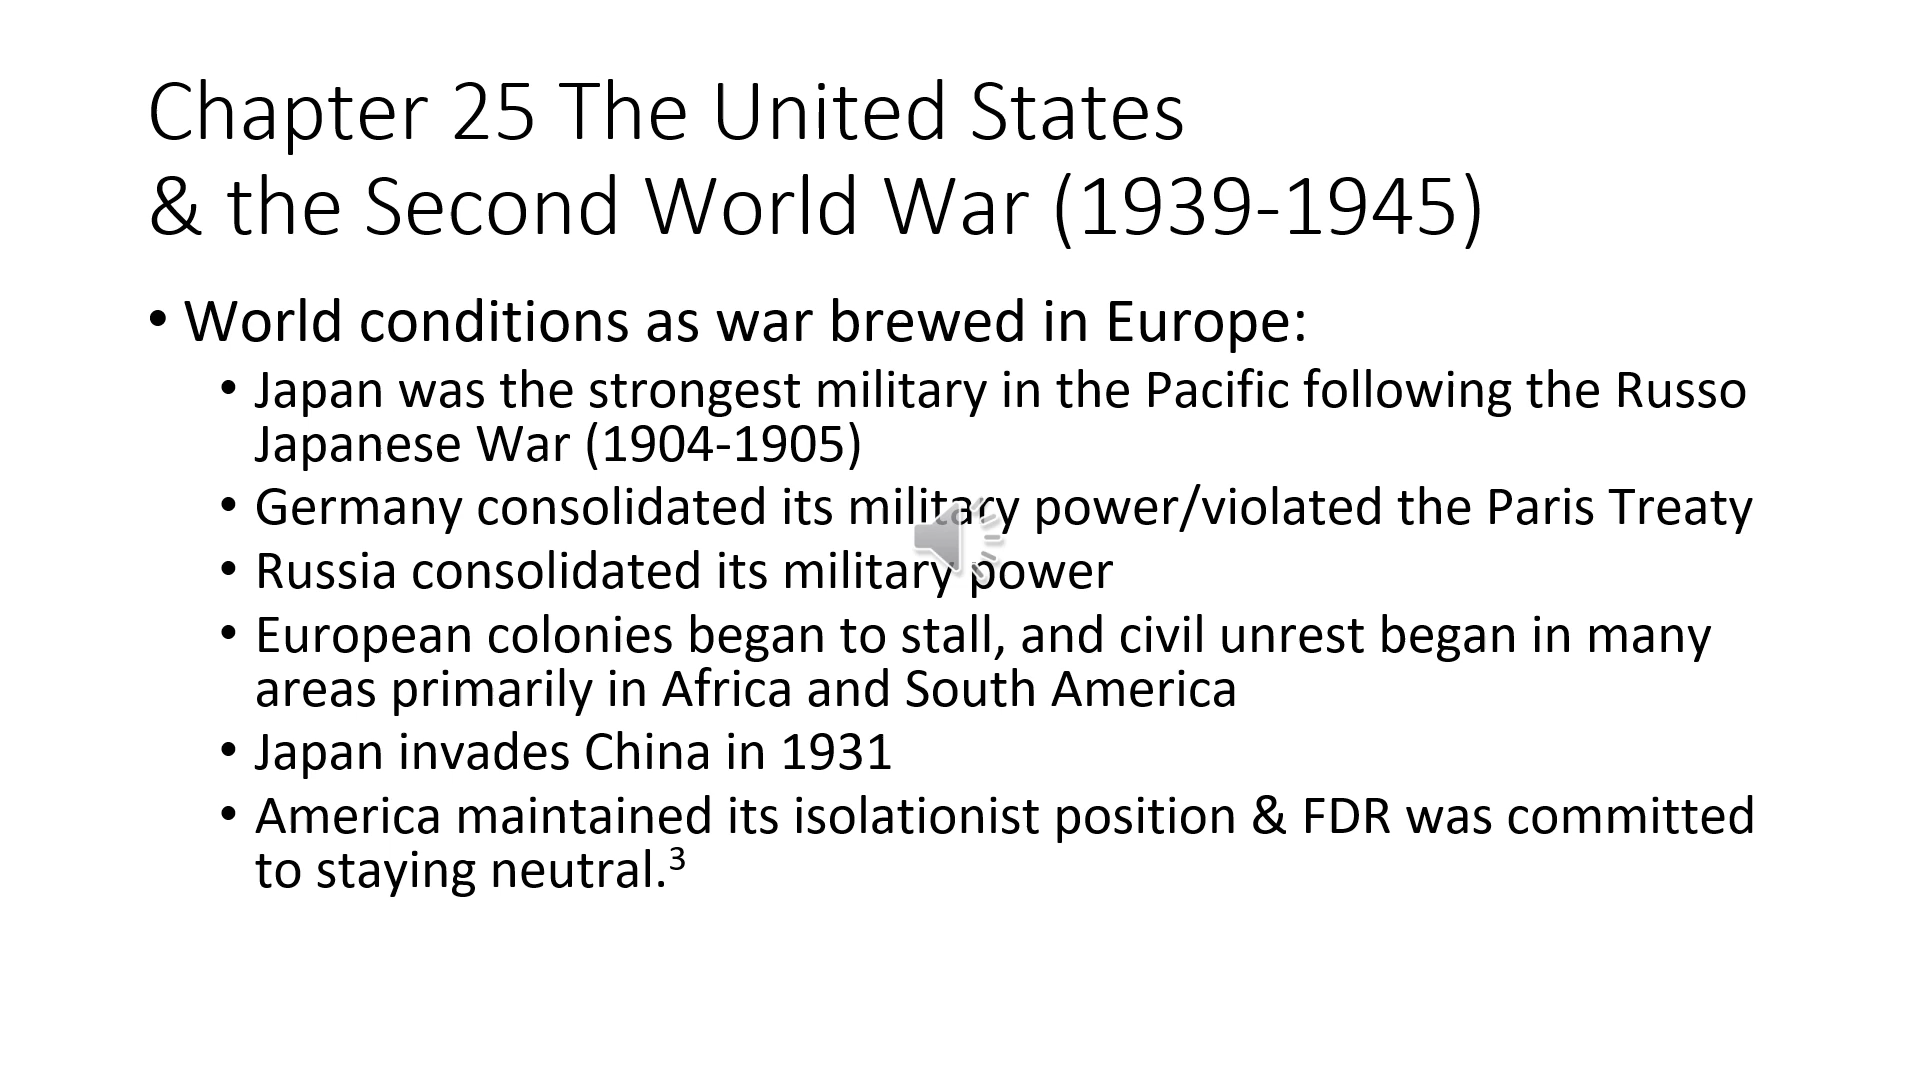 Chapter 25 The United States
& the Second World War (1939-1945)
• World conditions as war brewed in Europe:
• Japan was the strongest military in the Pacific following the Russo
Japanese War (1904-1905)
• Germany consolidated its military power/violated the Paris Treaty
• Russia consolidated its military power
• European colonies began to stall, and civil unrest began in many
areas primarily in Africa and South America
• Japan invades China in 1931
• America maintained its isolationist position & FDR was committed
to staying neutral.³